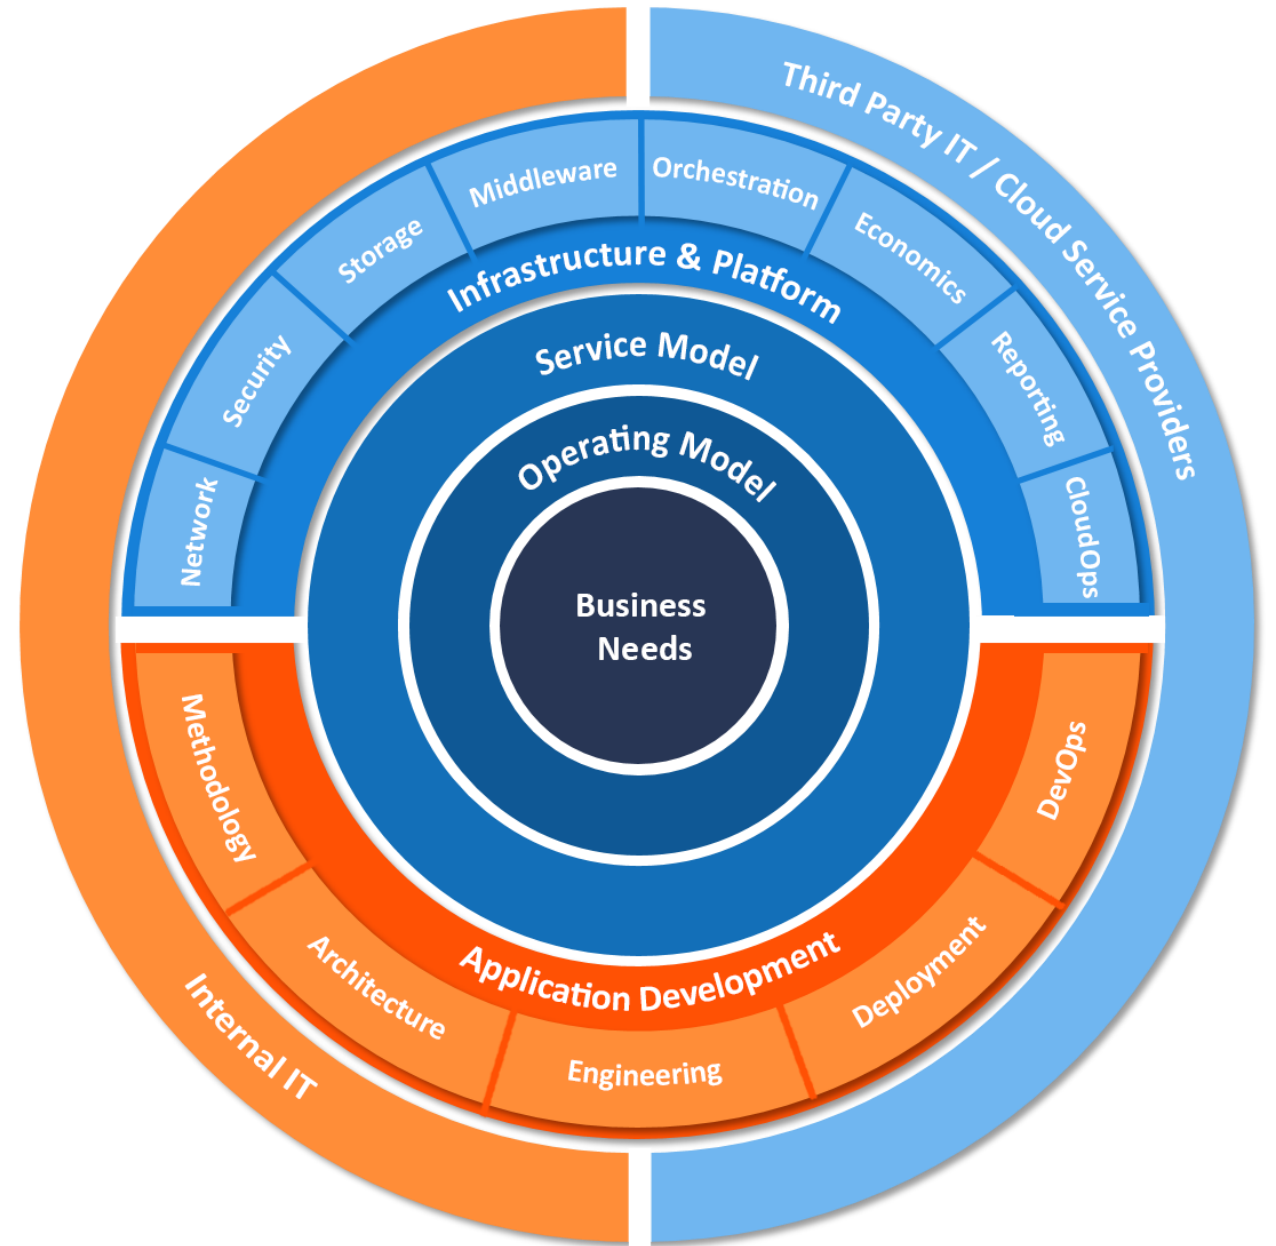 Third Party IT / Cloud Service Providers
Middleware
Orchestration
Storage
Economics
Security
Reporting
Network
CloudOps
Infrastructure & Platform
Service Model
Operating Model
Business
Needs
Methodology
DevOps
Architecture
Deployment
Engineering
Application Development
Internal IT